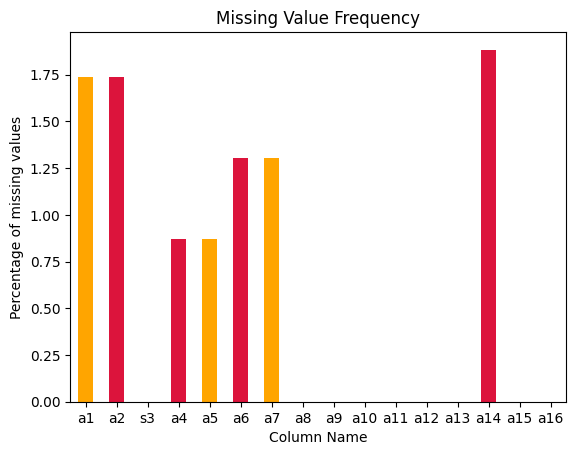 Missing Value Frequency
Percentage of missing values
1.75
1.50
1.25
1.00
0.75
0.50
0.25
0.00
a1 a2 s3 a4 a5 a6 a7 a8 a9 a10 a11 a12 a13 a14 a15 a16
Column Name